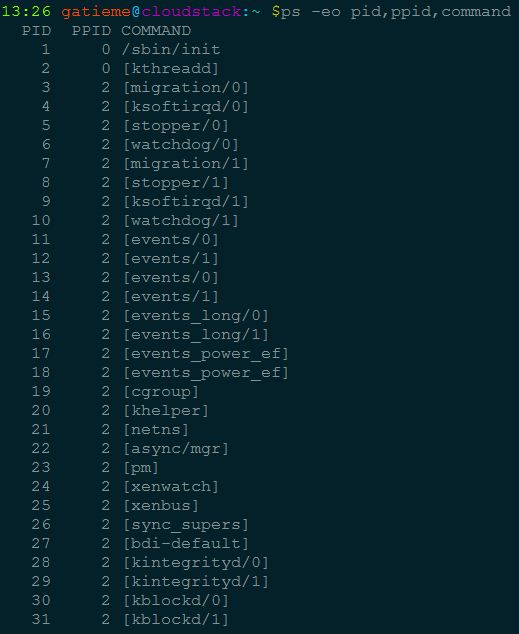 13:26 gatieme@cloudstack:~ $ps -eo pid,ppid,command
PID PPID COMMAND
1 0 /sbin/init
2 0 [kthreadd]
3 2 [migration/0]
4 2 [ksoftirqd/0]
5 2 [stopper/0]
6 2 [watchdog/0]
7 2 [migration/1]
8 2 [stopper/1]
9 2 [ksoftirqd/1]
10 2 [watchdog/1]
11 2 [events/0]
12 2 [events/1]
13 2 [events/0]
14 2 [events/1]
15 2 [events_long/0]
16 2 [events_long/1]
17 2 [events_power_ef]
18 2 [events_power_ef]
19 2 [cgroup]
20 2 [khelper]
21 2 [netns]
22 2 [async/mgr]
23 2 [pm]
24 2 [xenwatch]
25 2 [xenbus]
26 2 [sync_supers]
27 2 [bdi-default]
28 2 [kintegrityd/0]
29 2 [kintegrityd/1]
30 2 [kblockd/0]
31 2 [kblockd/1]